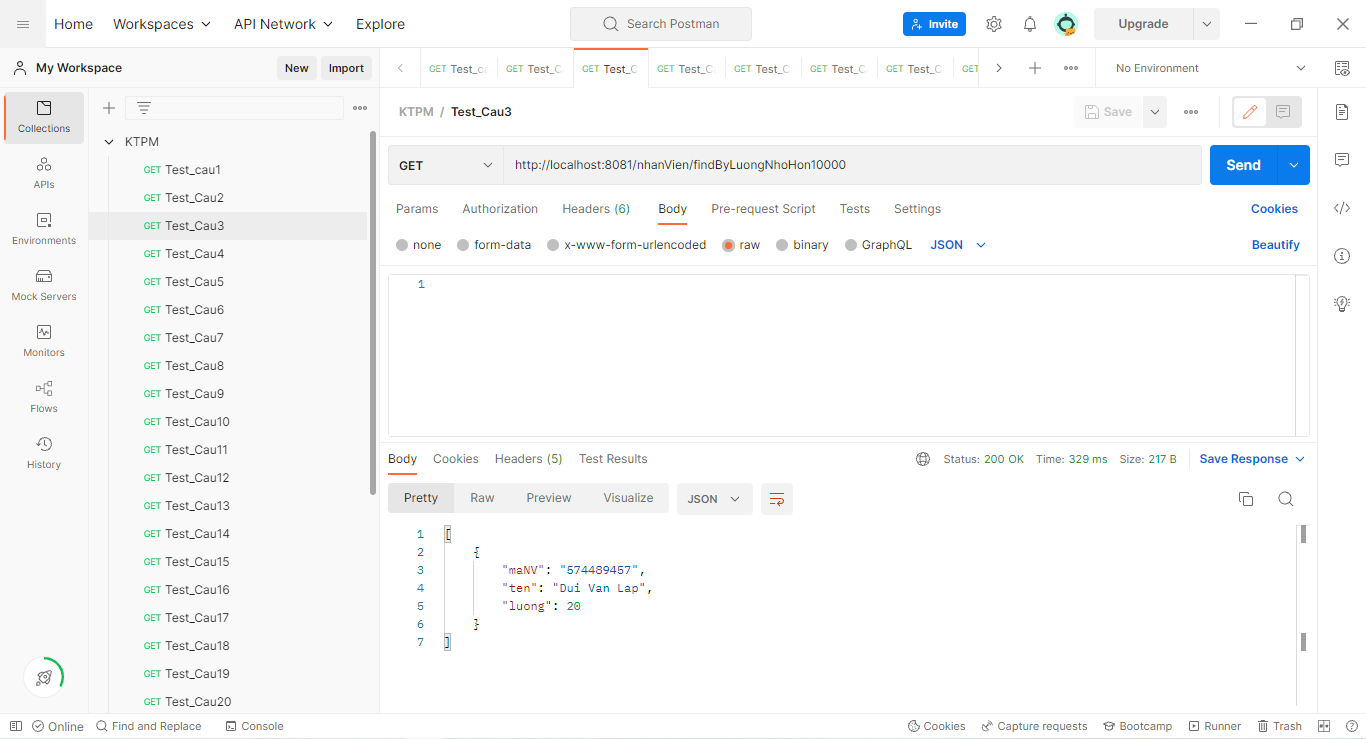 Home Workspaces API Network Explore Search Postman Invite Upgrade
My Workspace New Import
GET Test_ca GET Test_C GET Test_C GET Test_C GET Test_C GET Test_C GET Test_C GET No Environment
Collections
APIs
Environments
Mock Servers
Monitors
Flows
History
KTPM
GET Test_cau1
GET Test_Cau2
GET Test_Cau3
GET Test_Cau4
GET Test_Cau5
GET Test_Cau6
GET Test_Cau7
GET Test_Cau8
GET Test_Cau9
GET Test_Cau10
GET Test_Cau11
GET Test_Cau12
GET Test_Cau13
GET Test_Cau14
GET Test_Cau15
GET Test_Cau16
GET Test_Cau17
GET Test_Cau18
GET Test_Cau19
GET Test_Cau20
KTPM / Test_Cau3 Save
GET http://localhost:8081/nhanVien/findByLuongNhoHon10000 Send
Params Authorization Headers (6) Body Pre-request Script Tests Settings Cookies
none form-data x-www-form-urlencoded raw binary GraphQL JSON Beautify
1
Body Cookies Headers (5) Test Results Status: 200 OK Time: 329 ms Size: 217 B Save Response
Pretty Raw Preview Visualize JSON
1 [
2 {
3 "maNV": "574489457",
4 "ten": "Dui Van Lap",
5 "luong": 20
6 }
7 ]
Online Find and Replace Console Cookies Capture requests Bootcamp Runner Trash